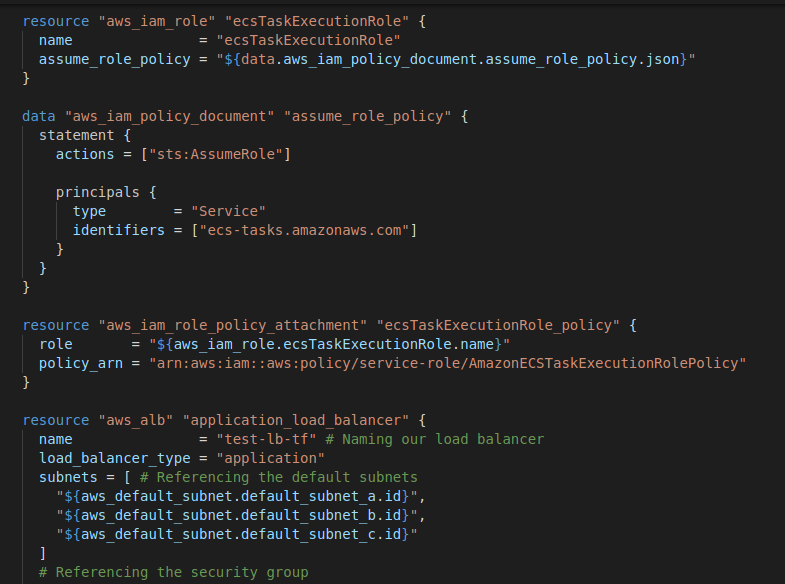 resource "aws_iam_role" "ecsTaskExecutionRole" {
  name               = "ecsTaskExecutionRole"
  assume_role_policy = "${data.aws_iam_policy_document.assume_role_policy.json}"
}

data "aws_iam_policy_document" "assume_role_policy" {
  statement {
    actions = ["sts:AssumeRole"]

    principals {
      type        = "Service"
      identifiers = ["ecs-tasks.amazonaws.com"]
    }
  }
}

resource "aws_iam_role_policy_attachment" "ecsTaskExecutionRole_policy" {
  role       = "${aws_iam_role.ecsTaskExecutionRole.name}"
  policy_arn = "arn:aws:iam::aws:policy/service-role/AmazonECSTaskExecutionRolePolicy"
}

resource "aws_alb" "application_load_balancer" {
  name               = "test-lb-tf" # Naming our load balancer
  load_balancer_type = "application"
  subnets = [ # Referencing the default subnets
    "${aws_default_subnet.default_subnet_a.id}",
    "${aws_default_subnet.default_subnet_b.id}",
    "${aws_default_subnet.default_subnet_c.id}"
  ]
  # Referencing the security group